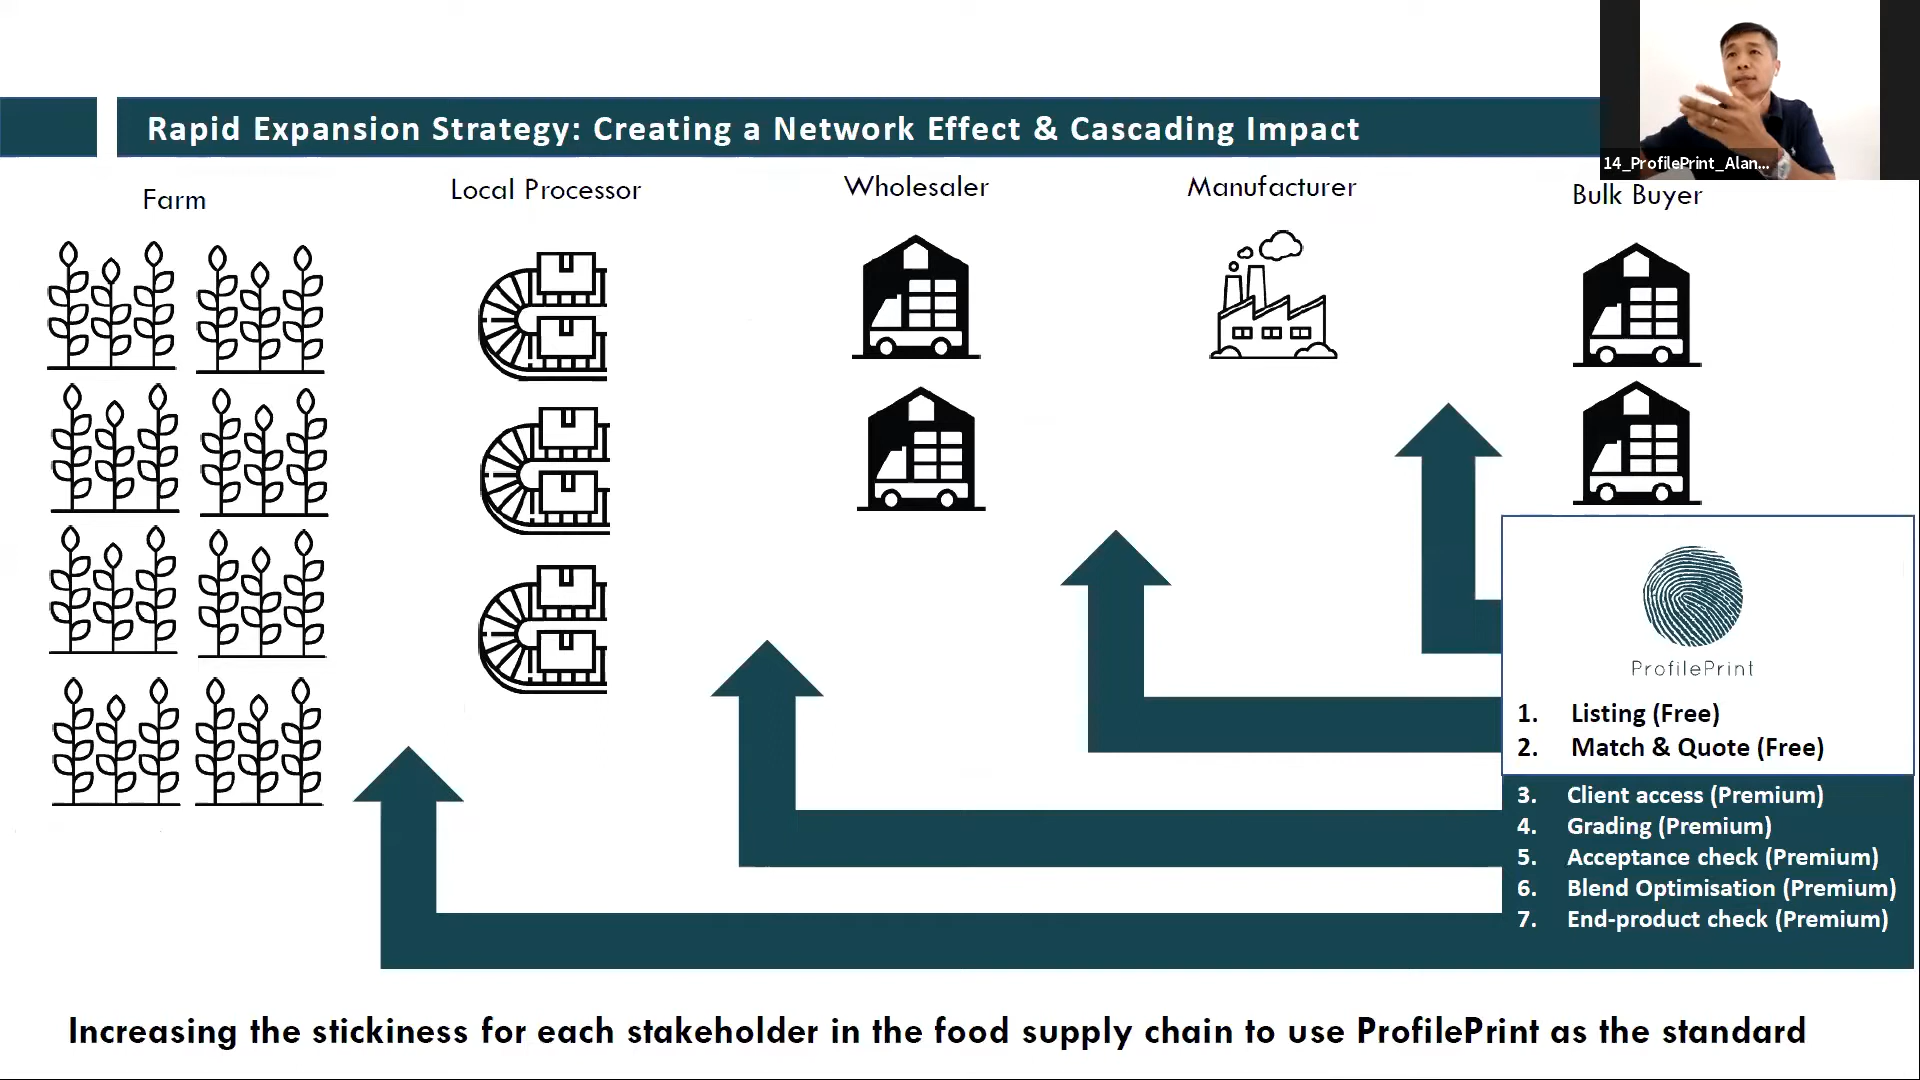 Rapid Expansion Strategy: Creating a Network Effect & Cascading Impact
14_ProfilePrint_Alan...
Farm
Local Processor
Wholesaler
Manufacturer
Bulk Buyer
ProfilePrint
1. Listing (Free)
2. Match & Quote (Free)
3. Client access (Premium)
4. Grading (Premium)
5. Acceptance check (Premium)
6. Blend Optimisation (Premium)
7. End-product check (Premium)
Increasing the stickiness for each stakeholder in the food supply chain to use ProfilePrint as the standard